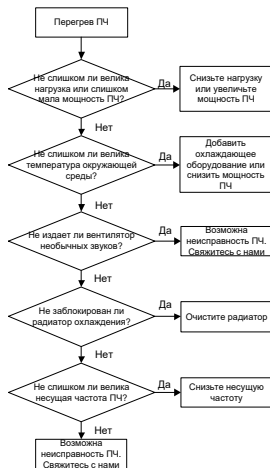 Перегрев ПЧ
Не слишком ли велика
нагрузка или слишком
мала мощность ПЧ?
Да
Снизьте нагрузку
или увеличьте
мощность ПЧ
Нет
Не слишком ли велика
температура окружающей
среды?
Да
Добавить
охлаждающее
оборудование или
снизить мощность
ПЧ
Нет
Не издает ли вентилятор
необычных звуков?
Да
Возможна
неисправность ПЧ.
Свяжитесь с нами
Нет
Не заблокирован ли
радиатор охлаждения?
Да
Очистите радиатор
Нет
Не слишком ли велика
несущая частота ПЧ?
Да
Снизьте несущую
частоту
Нет
Возможна
неисправность ПЧ.
Свяжитесь с нами